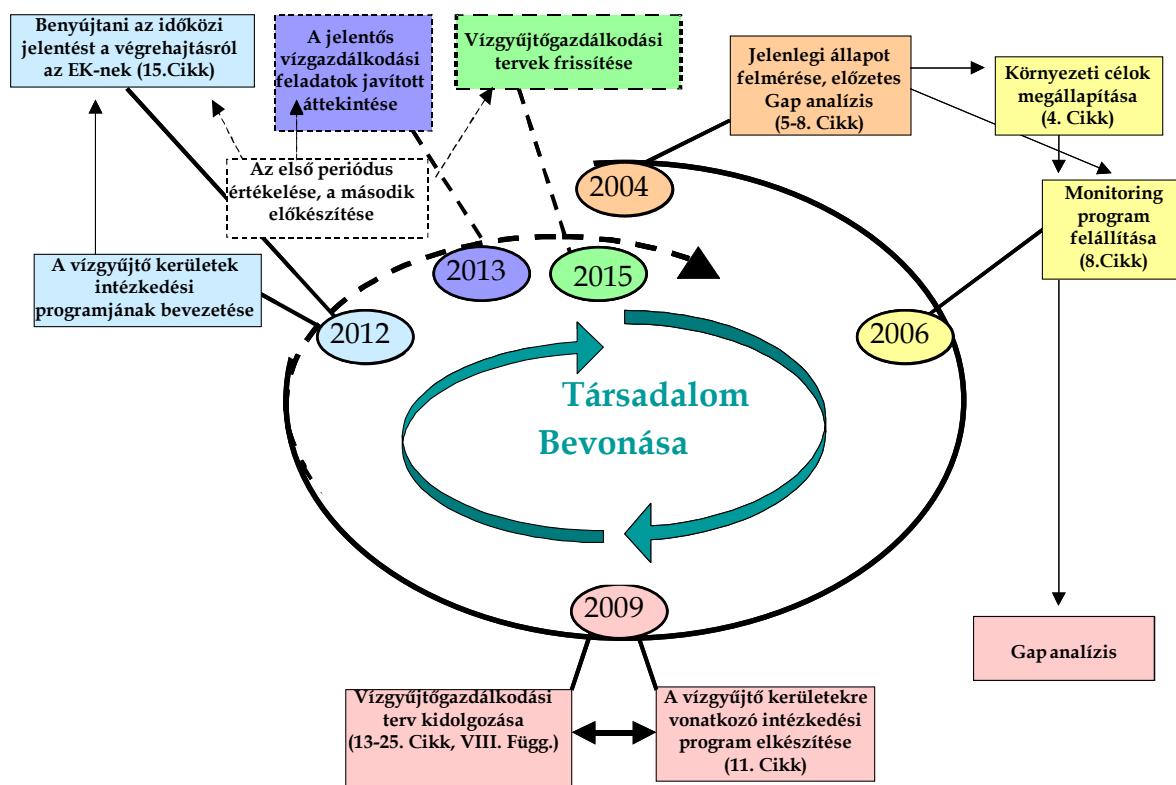 Benyújtani az időközi
jelentést a végrehajtásról
az EK-nek (15.Cikk)
A jelentős
vízgazdálkodási
feladatok javított
áttekintése
Vízgyűjtőgazdálkodási
tervek frissítése
Jelenlegi állapot
felmérése, előzetes
Gap analízis
(5-8. Cikk)
Környezeti célok
megállapítása
(4. Cikk)
Az első periódus
értékelése, a második
előkészítése
2004
Monitoring
program
felállítása
(8.Cikk)
A vízgyűjtő kerületek
intézkedési
programjának bevezetése
2013
2015
2012
2006
Társadalom
Bevonása
2009
Gap analízis
Vízgyűjtőgazdálkodási
terv kidolgozása
(13-25. Cikk, VIII. Függ.)
A vízgyűjtő kerületekre
vonatkozó intézkedési
program elkészítése
(11. Cikk)